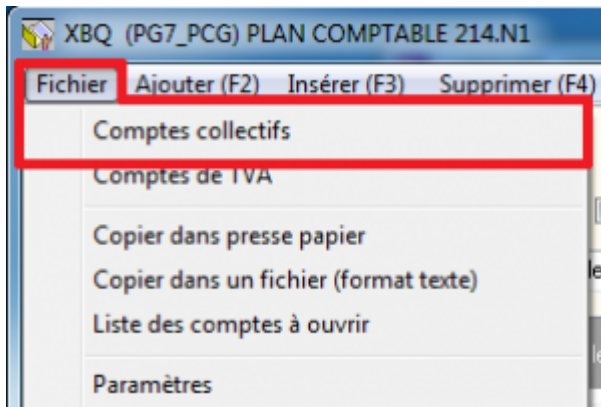 XBQ (PG7_PCG) PLAN COMPTABLE 214.N1
Fichier Ajouter (F2) Insérer (F3) Supprimer (F4)
Comptes collectifs
Comptes de TVA
Copier dans presse papier
Copier dans un fichier (format texte)
Liste des comptes à ouvrir
Paramètres